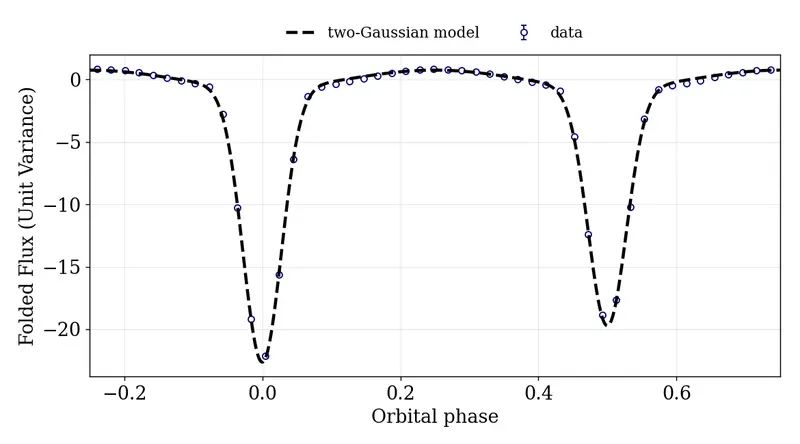 two-Gaussian model data
0
−5
−10
−15
−20
Folded Flux (Unit Variance)
−0.2 0.0 0.2 0.4 0.6
Orbital phase